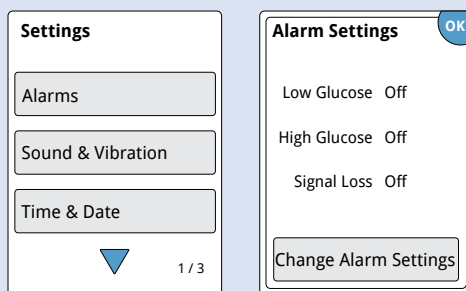 Settings
Alarms
Sound & Vibration
Time & Date
1 / 3
Alarm Settings
OK
Low Glucose Off
High Glucose Off
Signal Loss Off
Change Alarm Settings